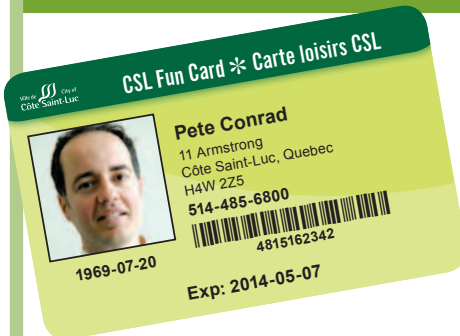 Ville de
City of
Côte Saint-Luc
CSL Fun Card * Carte loisirs CSL
Pete Conrad
11 Armstrong
Côte Saint-Luc, Quebec
H4W 2Z5
514-485-6800
4815162342
1969-07-20
Exp: 2014-05-07